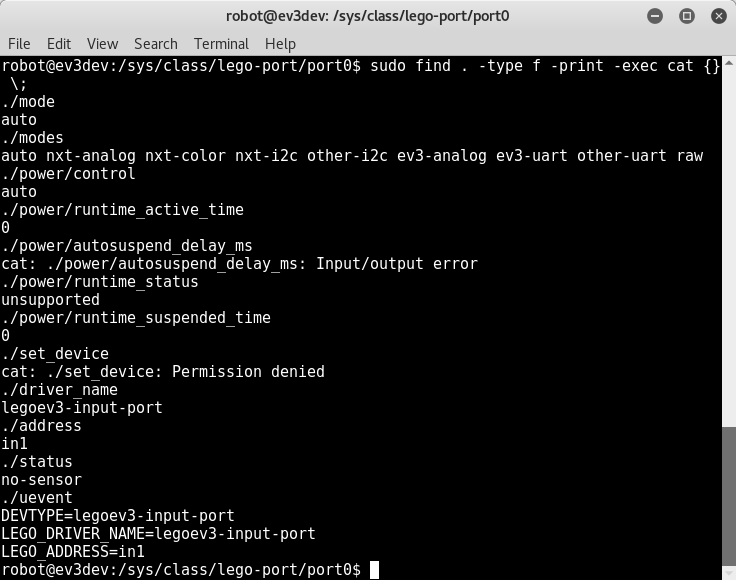 robot@ev3dev: /sys/class/lego-port/port0
File Edit View Search Terminal Help
robot@ev3dev:/sys/class/lego-port/port0$ sudo find . -type f -print -exec cat {}
 \;
./mode
auto
./modes
auto nxt-analog nxt-color nxt-i2c other-i2c ev3-analog ev3-uart other-uart raw
./power/control
auto
./power/runtime_active_time
0
./power/autosuspend_delay_ms
cat: ./power/autosuspend_delay_ms: Input/output error
./power/runtime_status
unsupported
./power/runtime_suspended_time
0
./set_device
cat: ./set_device: Permission denied
./driver_name
legoev3-input-port
./address
in1
./status
no-sensor
./uevent
DEVTYPE=legoev3-input-port
LEGO_DRIVER_NAME=legoev3-input-port
LEGO_ADDRESS=in1
robot@ev3dev:/sys/class/lego-port/port0$